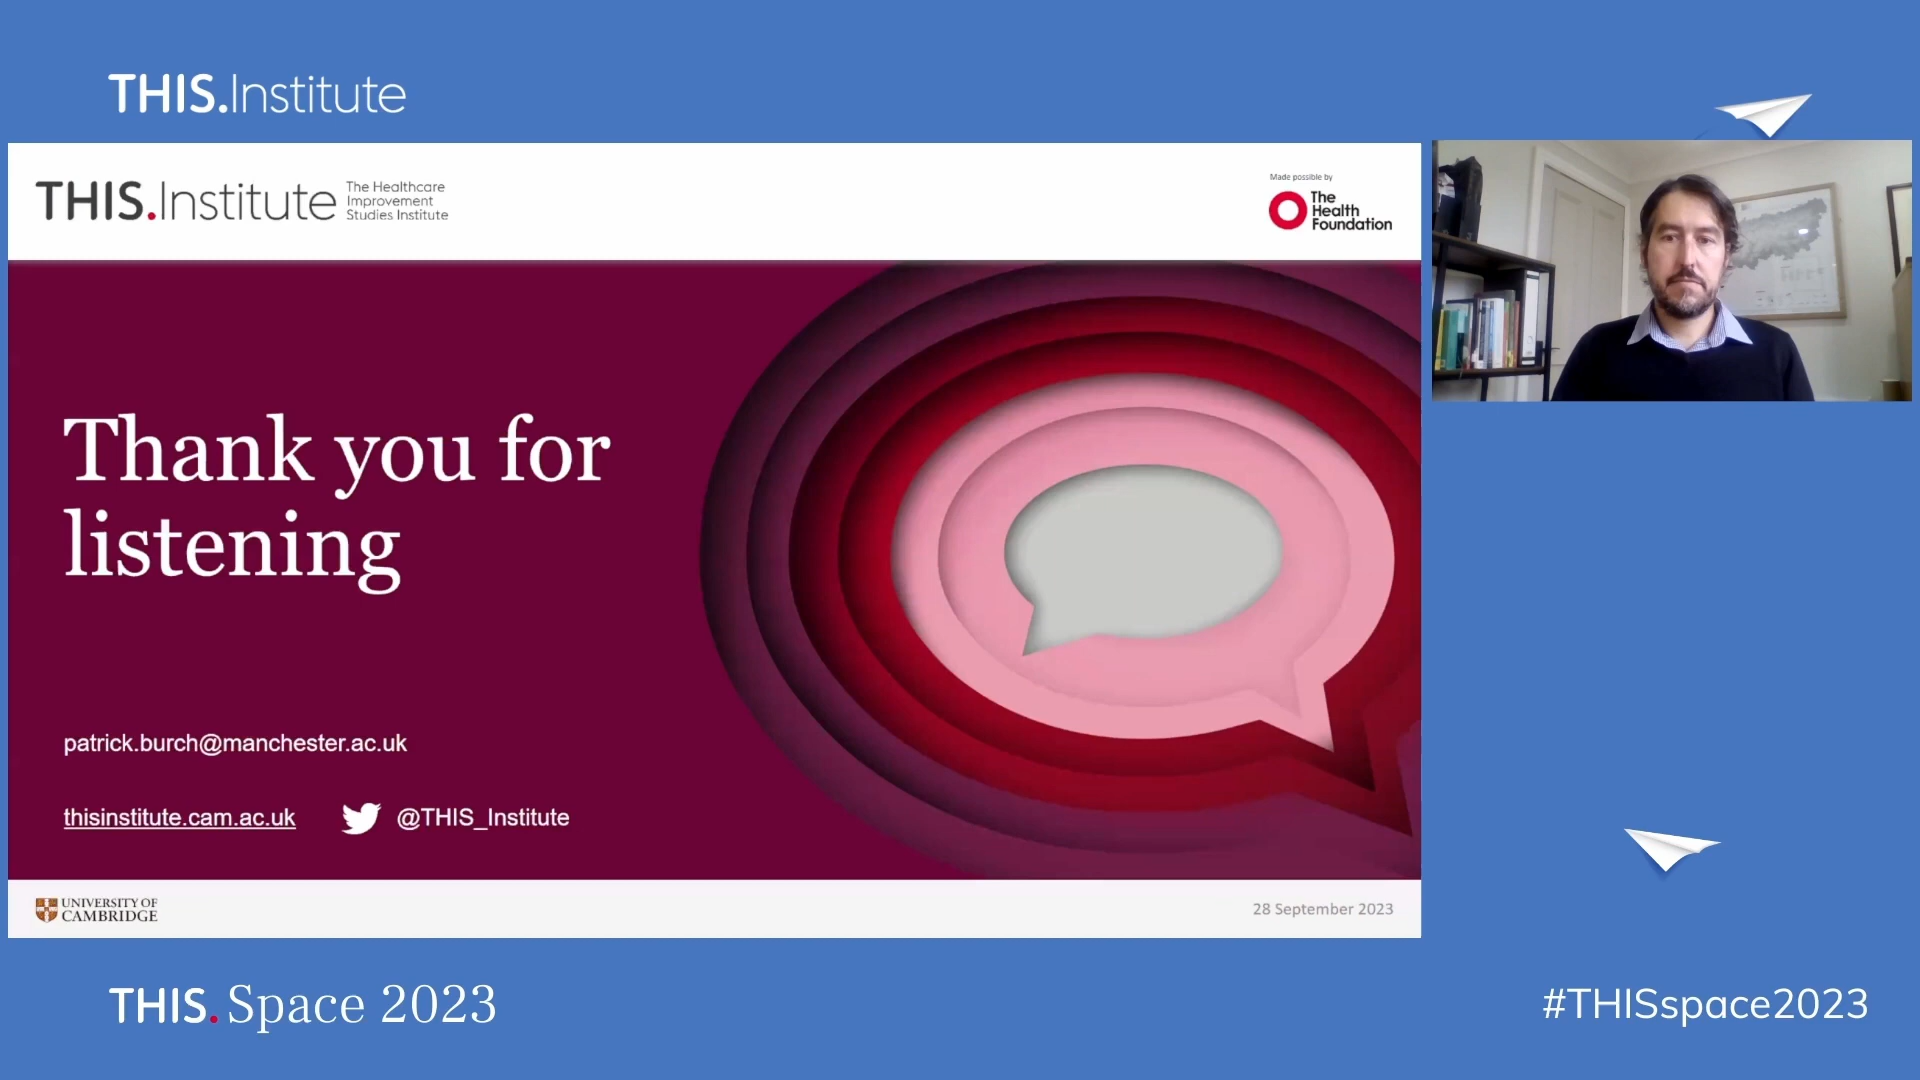 THIS.Institute
THIS.Institute
The Healthcare
Improvement
Studies Institute
Made possible by
The
Health
Foundation
Thank you for
listening
patrick.burch@manchester.ac.uk
thisinstitute.cam.ac.uk
@THIS_Institute
UNIVERSITY OF
CAMBRIDGE
28 September 2023
THIS. Space 2023
#THISspace2023